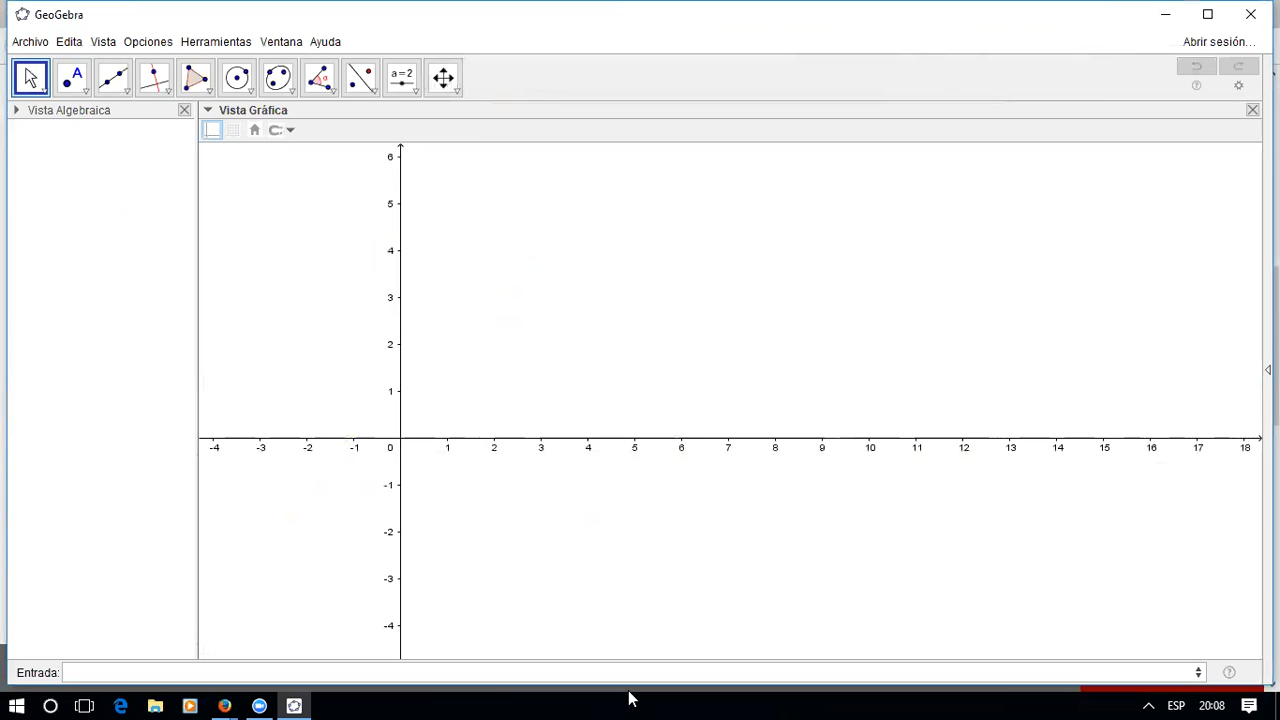 GeoGebra
Archivo Edita Vista Opciones Herramientas Ventana Ayuda Abrir sesión...
A α a=2
Vista Algebraica Vista Gráfica
6
5
4
3
2
1
-4 -3 -2 -1 0 1 2 3 4 5 6 7 8 9 10 11 12 13 14 15 16 17 18
-1
-2
-3
-4
Entrada:
ESP 20:08